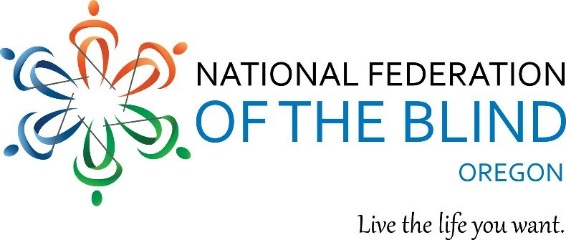 NATIONAL FEDERATION
OF THE BLIND
OREGON
Live the life you want.